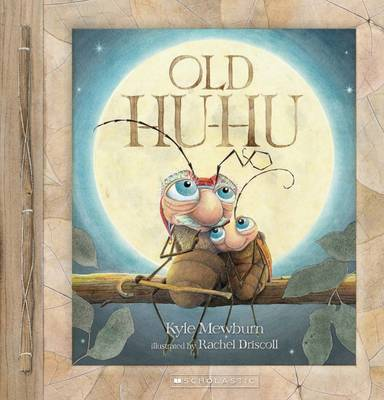 OLD
HU-HU
Kyle Mewburn
illustrated by Rachel Driscoll
SCHOLASTIC